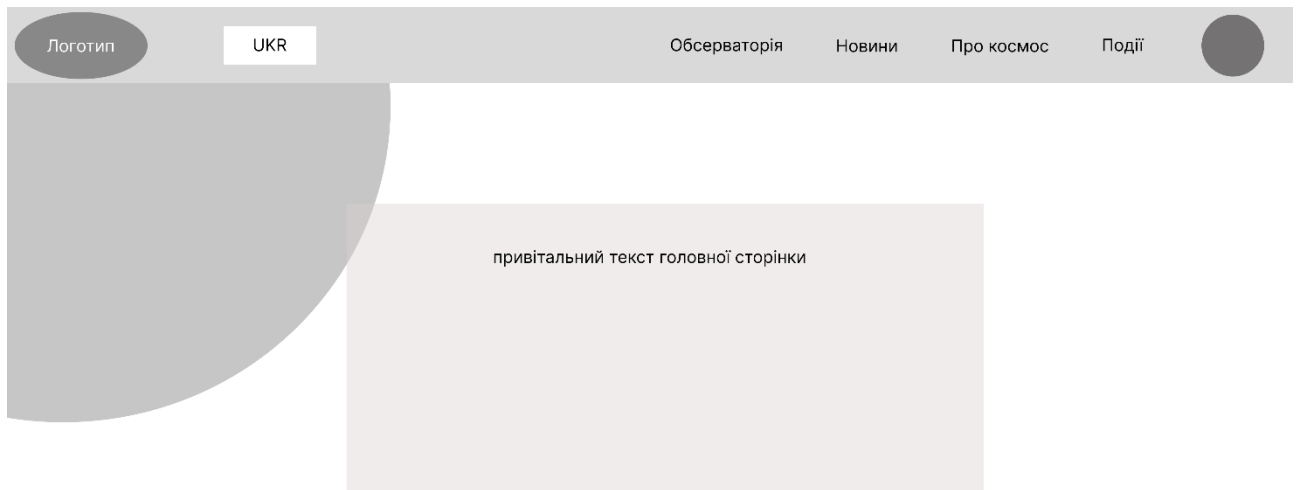 Логотип
UKR
Обсерваторія
Новини
Про космос
Події
привітальний текст головної сторінки